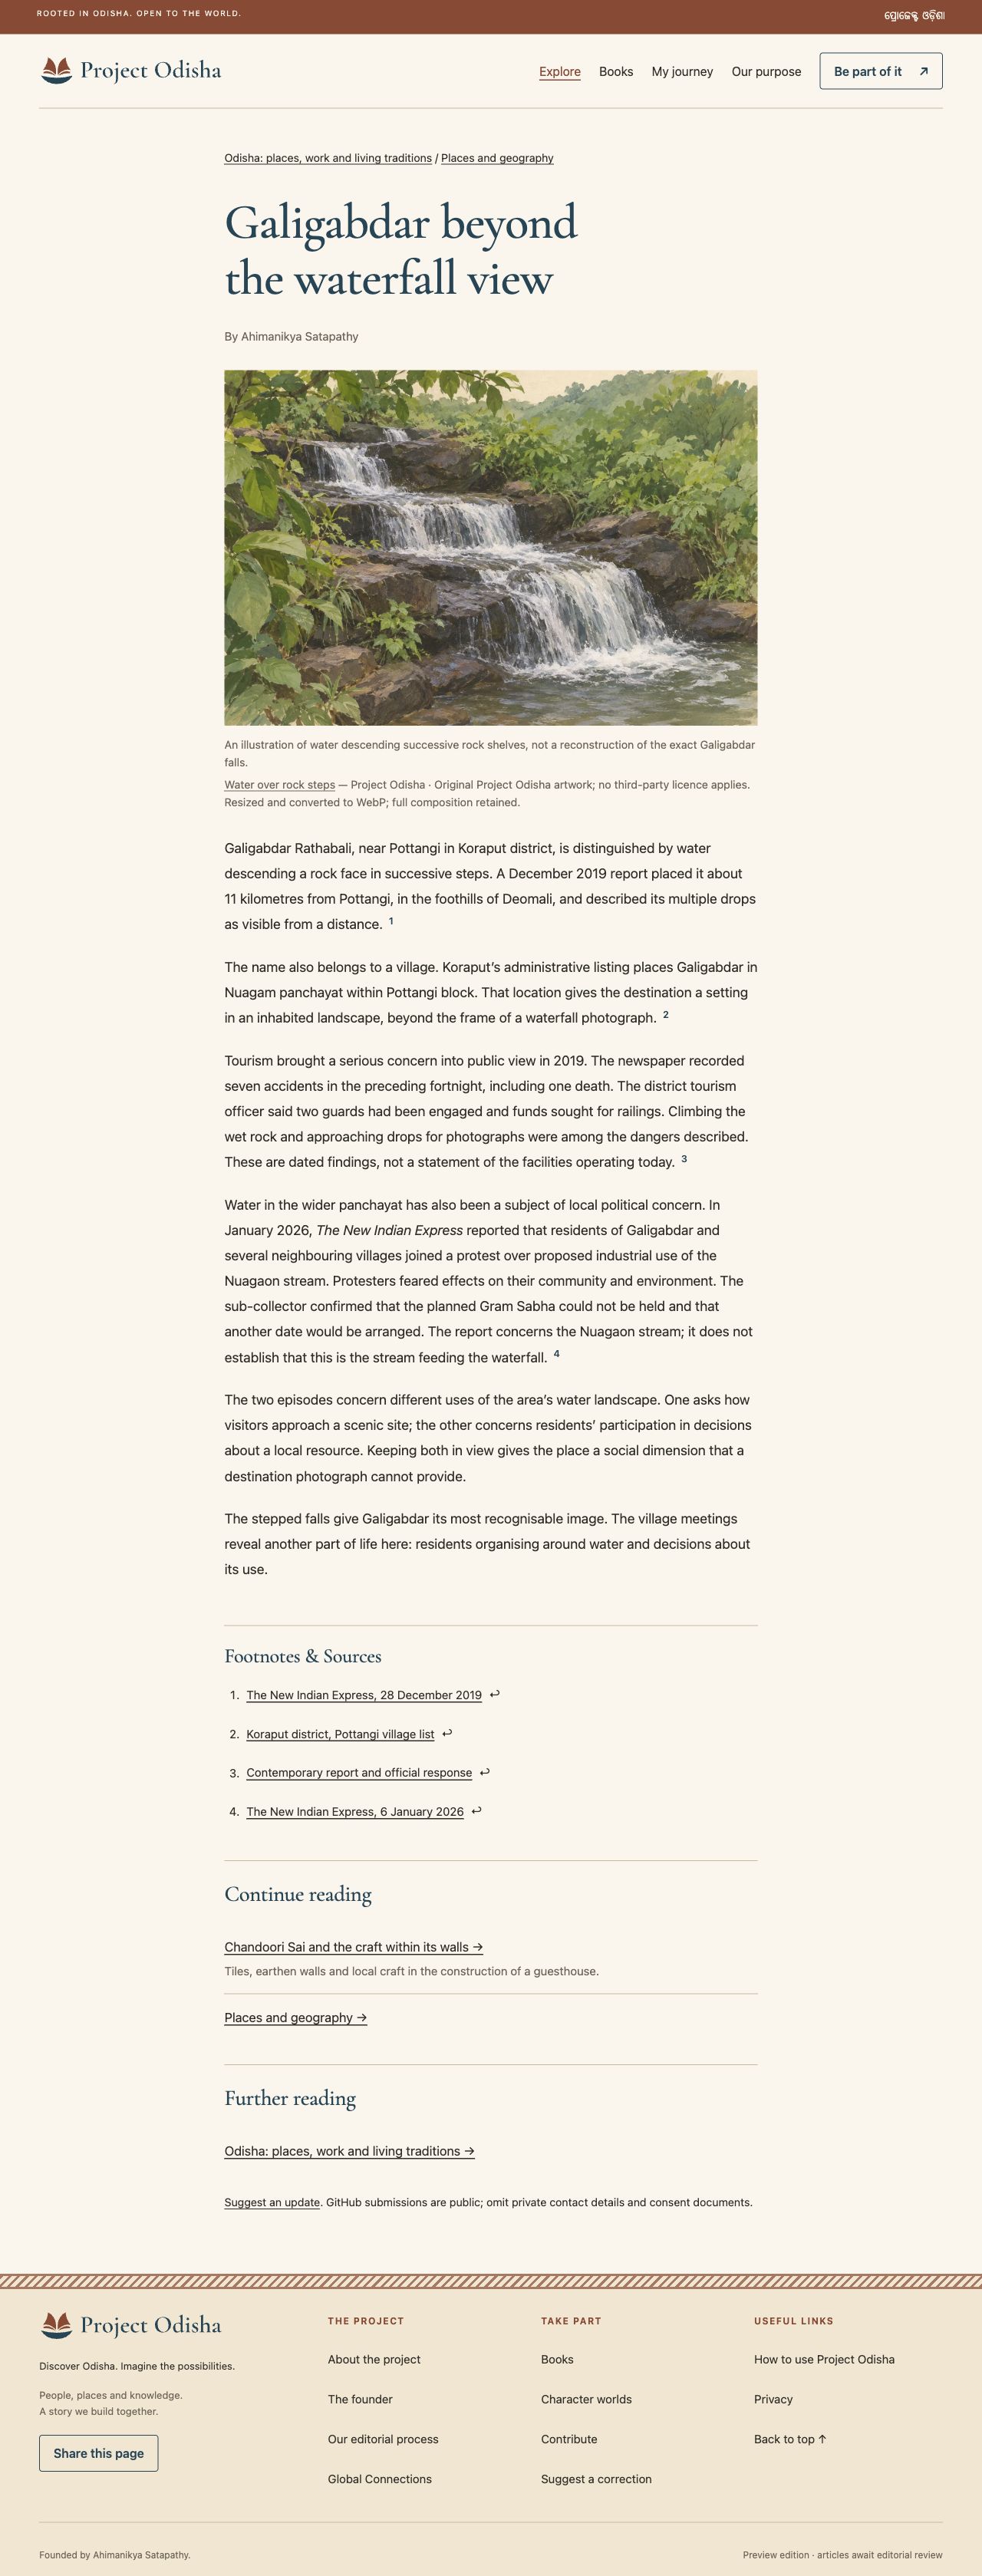 ROOTED IN ODISHA. OPEN TO THE WORLD.
ପ୍ରୋଜେକ୍ଟ ଓଡ଼ିଶା
Project Odisha
Explore
Books
My journey
Our purpose
Be part of it ↗
Odisha: places, work and living traditions / Places and geography
Galigabdar beyond
the waterfall view
By Ahimanikya Satapathy
An illustration of water descending successive rock shelves, not a reconstruction of the exact Galigabdar
falls.
Water over rock steps — Project Odisha · Original Project Odisha artwork; no third-party licence applies.
Resized and converted to WebP; full composition retained.
Galigabdar Rathabali, near Pottangi in Koraput district, is distinguished by water
descending a rock face in successive steps. A December 2019 report placed it about
11 kilometres from Pottangi, in the foothills of Deomali, and described its multiple drops
as visible from a distance. 1
The name also belongs to a village. Koraput’s administrative listing places Galigabdar in
Nuagam panchayat within Pottangi block. That location gives the destination a setting
in an inhabited landscape, beyond the frame of a waterfall photograph. 2
Tourism brought a serious concern into public view in 2019. The newspaper recorded
seven accidents in the preceding fortnight, including one death. The district tourism
officer said two guards had been engaged and funds sought for railings. Climbing the
wet rock and approaching drops for photographs were among the dangers described.
These are dated findings, not a statement of the facilities operating today. 3
Water in the wider panchayat has also been a subject of local political concern. In
January 2026, The New Indian Express reported that residents of Galigabdar and
several neighbouring villages joined a protest over proposed industrial use of the
Nuagaon stream. Protesters feared effects on their community and environment. The
sub-collector confirmed that the planned Gram Sabha could not be held and that
another date would be arranged. The report concerns the Nuagaon stream; it does not
establish that this is the stream feeding the waterfall. 4
The two episodes concern different uses of the area’s water landscape. One asks how
visitors approach a scenic site; the other concerns residents’ participation in decisions
about a local resource. Keeping both in view gives the place a social dimension that a
destination photograph cannot provide.
The stepped falls give Galigabdar its most recognisable image. The village meetings
reveal another part of life here: residents organising around water and decisions about
its use.
Footnotes & Sources
1. The New Indian Express, 28 December 2019 ↩
2. Koraput district, Pottangi village list ↩
3. Contemporary report and official response ↩
4. The New Indian Express, 6 January 2026 ↩
Continue reading
Chandoori Sai and the craft within its walls →
Tiles, earthen walls and local craft in the construction of a guesthouse.
Places and geography →
Further reading
Odisha: places, work and living traditions →
Suggest an update. GitHub submissions are public; omit private contact details and consent documents.
Project Odisha
Discover Odisha. Imagine the possibilities.
People, places and knowledge.
A story we build together.
Share this page
THE PROJECT
About the project
The founder
Our editorial process
Global Connections
TAKE PART
Books
Character worlds
Contribute
Suggest a correction
USEFUL LINKS
How to use Project Odisha
Privacy
Back to top ↑
Founded by Ahimanikya Satapathy.
Preview edition · articles await editorial review